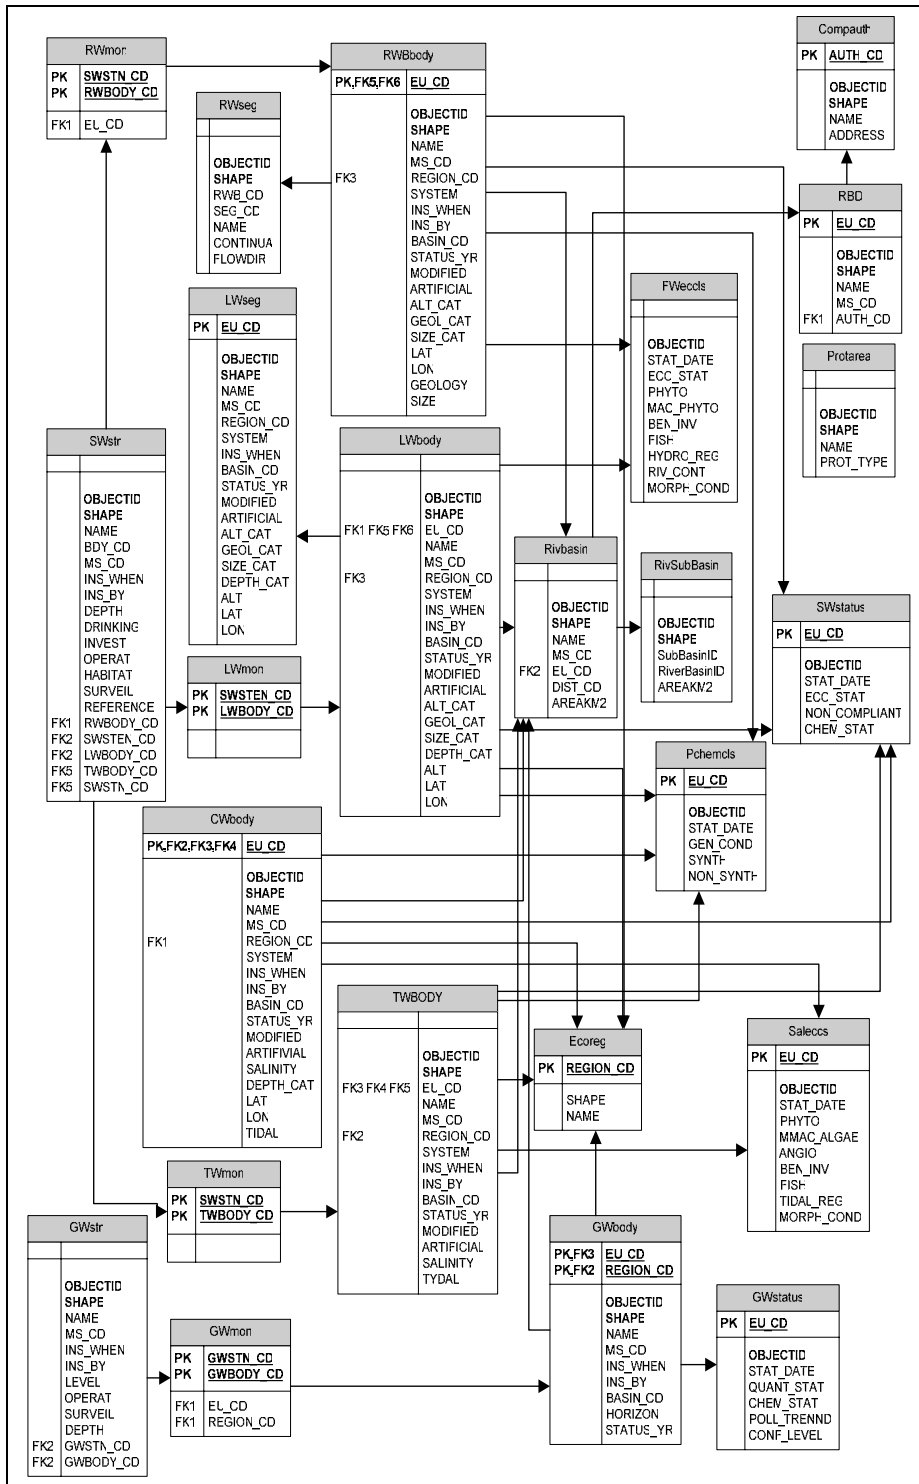 Compauth
PK AUTH_CD
OBJECTID
SHAPE
NAME
ADDRESS
RWmon
PK SWSTN_CD
PK RWBODY_CD
FK1 EU_CD
RWBbody
PK,FK5,FK6 EU_CD
OBJECTID
SHAPE
NAME
MS_CD
FK3 REGION_CD
SYSTEM
INS_WHEN
INS_BY
BASIN_CD
STATUS_YR
MODIFIED
ARTIFICIAL
ALT_CAT
GEOL_CAT
SIZE_CAT
LAT
LON
GEOLOGY
SIZE
RWseg
OBJECTID
SHAPE
RWB_CD
SEG_CD
NAME
CONTINUA
FLOWDIR
RBD
PK EU_CD
OBJECTID
SHAPE
NAME
MS_CD
FK1 AUTH_CD
LWseg
PK EU_CD
OBJECTID
SHAPE
NAME
MS_CD
REGION_CD
SYSTEM
INS_WHEN
BASIN_CD
STATUS_YR
MODIFIED
ARTIFICIAL
ALT_CAT
GEOL_CAT
SIZE_CAT
DEPTH_CAT
ALT
LAT
LON
FWeccls
OBJECTID
STAT_DATE
ECC_STAT
PHYTO
MAC_PHYTO
BEN_INV
FISH
HYDRO_REG
RIV_CONT
MORPH_COND
Protarea
OBJECTID
SHAPE
NAME
PROT_TYPE
SWstr
OBJECTID
SHAPE
NAME
BDY_CD
MS_CD
INS_WHEN
INS_BY
DEPTH
DRINKING
INVEST
OPERAT
HABITAT
SURVEIL
REFERENCE
FK1 RWBODY_CD
FK2 SWSTEN_CD
FK2 LWBODY_CD
FK5 TWBODY_CD
FK5 SWSTN_CD
LWbody
OBJECTID
SHAPE
FK1 FK5 FK6 EU_CD
NAME
MS_CD
FK3 REGION_CD
SYSTEM
INS_WHEN
INS_BY
BASIN_CD
STATUS_YR
MODIFIED
ARTIFICIAL
ALT_CAT
GEOL_CAT
SIZE_CAT
DEPTH_CAT
ALT
LAT
LON
Rivbasin
OBJECTID
SHAPE
NAME
MS_CD
FK2 EU_CD
DIST_CD
AREAKM2
RivSubBasin
OBJECTID
SHAPE
SubBasinID
RiverBasinID
AREAKM2
SWstatus
PK EU_CD
OBJECTID
STAT_DATE
ECC_STAT
NON_COMPLIANT
CHEM_STAT
LWmon
PK SWSTEN_CD
PK LWBODY_CD
Pchemcls
PK EU_CD
OBJECTID
STAT_DATE
GEN_COND
SYNTH
NON_SYNTH
CWbody
PK,FK2,FK3,FK4 EU_CD
OBJECTID
SHAPE
NAME
MS_CD
FK1 REGION_CD
SYSTEM
INS_WHEN
INS_BY
BASIN_CD
STATUS_YR
MODIFIED
ARTIFIVIAL
SALINITY
DEPTH_CAT
LAT
LON
TIDAL
TWBODY
OBJECTID
SHAPE
FK3 FK4 FK5 EU_CD
NAME
MS_CD
FK2 REGION_CD
SYSTEM
INS_WHEN
INS_BY
BASIN_CD
STATUS_YR
MODIFIED
ARTIFICIAL
SALINITY
TYDAL
Ecoreg
PK REGION_CD
SHAPE
NAME
Saleccs
PK EU_CD
OBJECTID
STAT_DATE
PHYTO
MMAC_ALGAE
ANGIO
BEN_INV
FISH
TIDAL_REG
MORPH_COND
TWmon
PK SWSTN_CD
PK TWBODY_CD
GWstr
OBJECTID
SHAPE
NAME
MS_CD
INS_WHEN
INS_BY
LEVEL
OPERAT
SURVEIL
DEPTH
FK2 GWSTN_CD
FK2 GWBODY_CD
GWmon
PK GWSTN_CD
PK GWBODY_CD
FK1 EU_CD
FK1 REGION_CD
GWbody
PK,FK3 EU_CD
PK,FK2 REGION_CD
OBJECTID
SHAPE
NAME
MS_CD
INS_WHEN
INS_BY
BASIN_CD
HORIZON
STATUS_YR
GWstatus
PK EU_CD
OBJECTID
STAT_DATE
QUANT_STAT
CHEM_STAT
POLL_TRENND
CONF_LEVEL